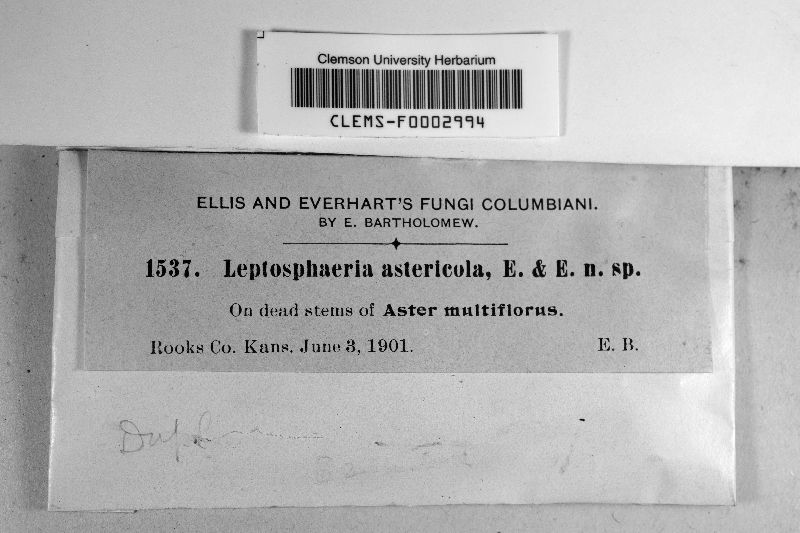 Clemson University Herbarium
CLEMS-F0002994
ELLIS AND EVERHART'S FUNGI COLUMBIANI.
BY E. BARTHOLOMEW.
1537. Leptosphaeria astericola, E. & E. n. sp.
On dead stems of Aster multiflorus.
Rooks Co. Kans. June 3, 1901. E. B.